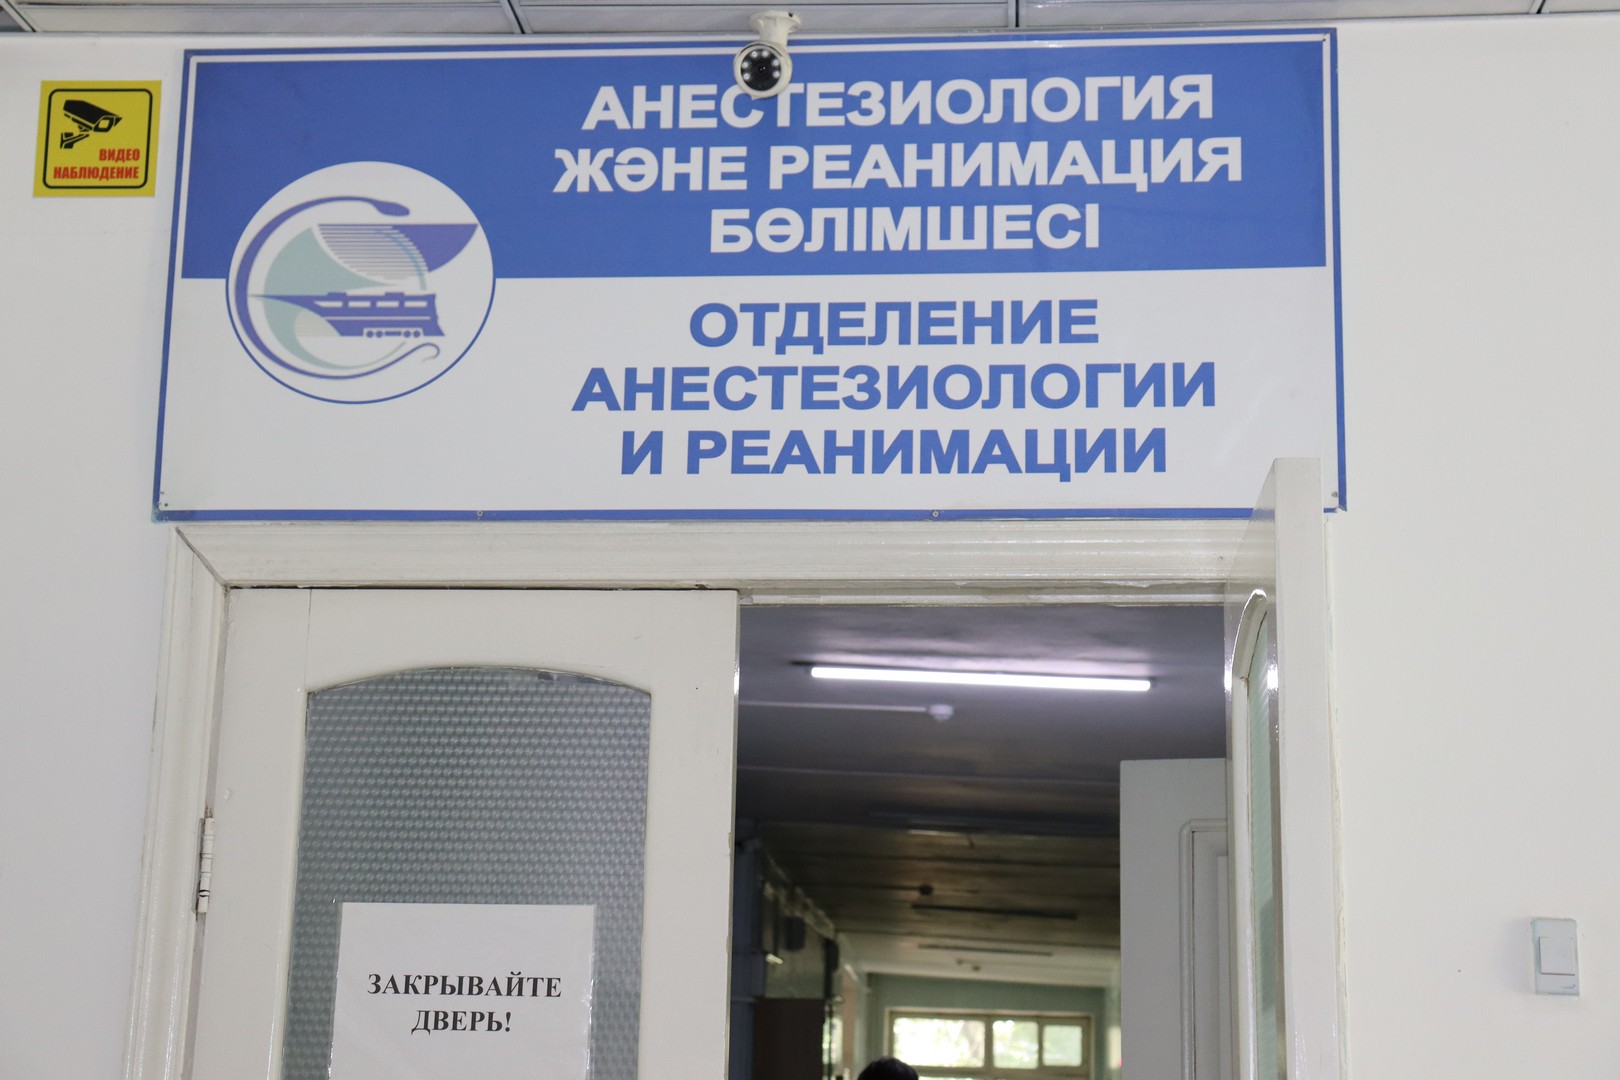 ВИДЕО
НАБЛЮДЕНИЕ
АНЕСТЕЗИОЛОГИЯ
ЖӘНЕ РЕАНИМАЦИЯ
БӨЛІМШЕСІ
ОТДЕЛЕНИЕ
АНЕСТЕЗИОЛОГИИ
И РЕАНИМАЦИИ
ЗАКРЫВАЙТЕ
ДВЕРЬ!